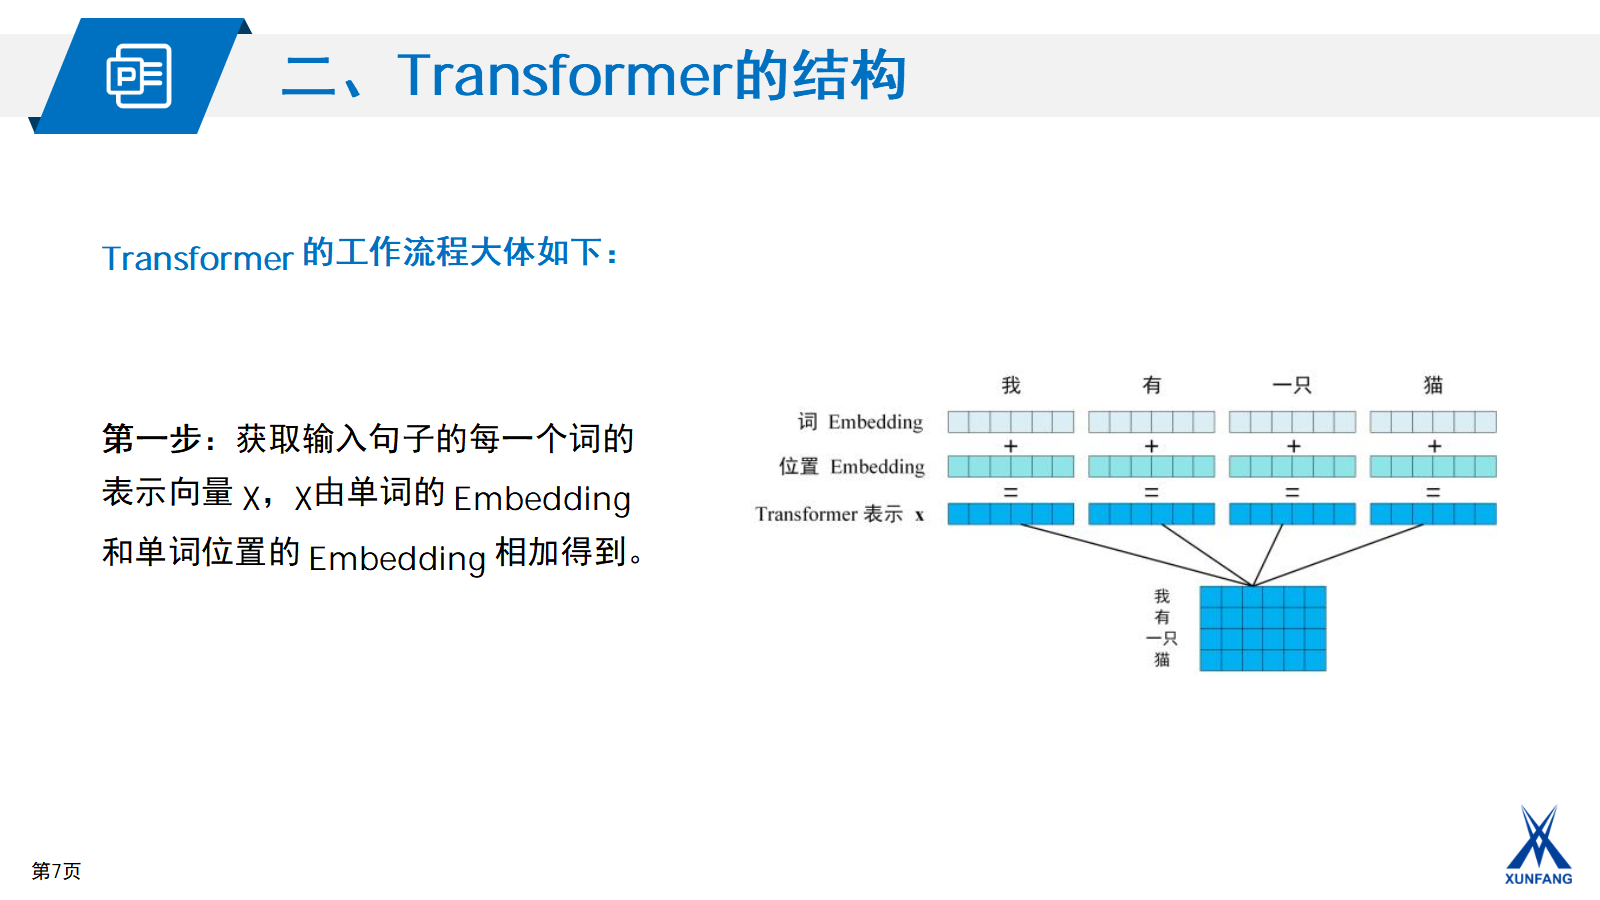 二、Transformer的结构
Transformer 的工作流程大体如下：
第一步：获取输入句子的每一个词的
表示向量 X，X由单词的 Embedding
和单词位置的 Embedding 相加得到。
我 有 一只 猫
词 Embedding
+ + + +
位置 Embedding
= = = =
Transformer 表示 x
我
有
一只
猫
第7页
XUNFANG